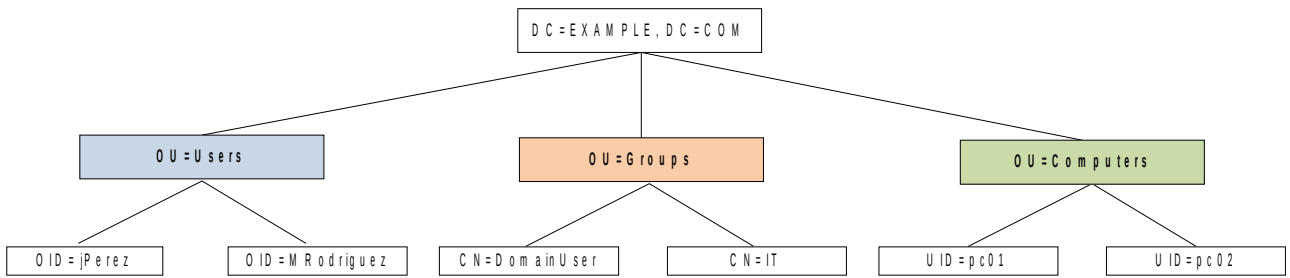 DC=EXAMPLE,DC=COM
OU=Users
OU=Groups
OU=Computers
OID=jPerez
OID=MRodriguez
CN=DomainUser
CN=IT
UID=pc01
UID=pc02